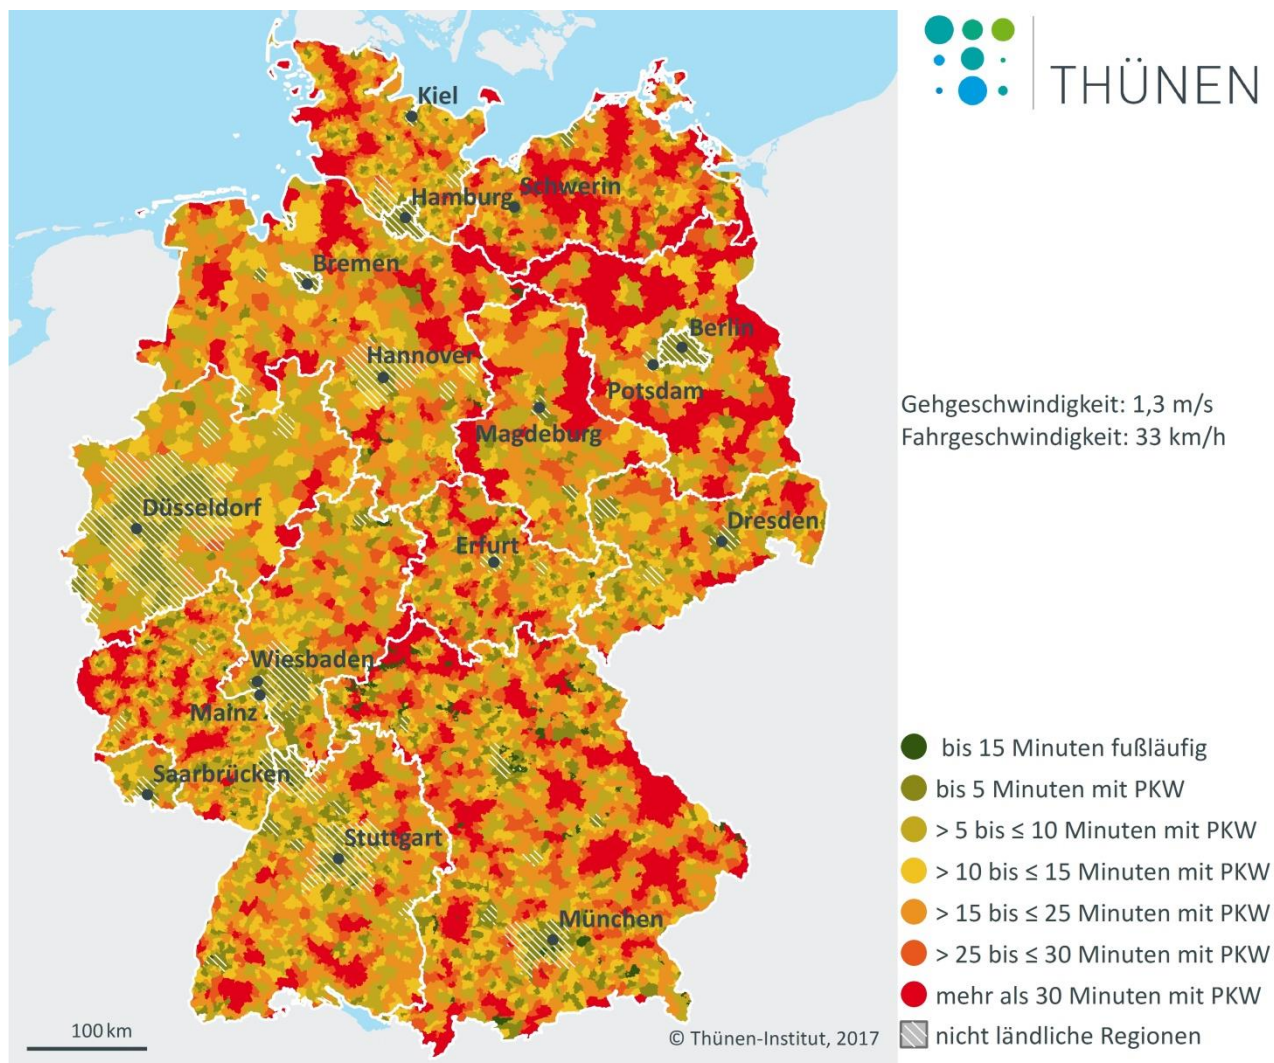 THÜNEN
Kiel
Schwerin
Hamburg
Bremen
Berlin
Hannover
Potsdam
Magdeburg
Düsseldorf
Dresden
Erfurt
Wiesbaden
Mainz
Saarbrücken
Stuttgart
München
100 km
© Thünen-Institut, 2017
Gehgeschwindigkeit: 1,3 m/s
Fahrgeschwindigkeit: 33 km/h
bis 15 Minuten fußläufig
bis 5 Minuten mit PKW
> 5 bis ≤ 10 Minuten mit PKW
> 10 bis ≤ 15 Minuten mit PKW
> 15 bis ≤ 25 Minuten mit PKW
> 25 bis ≤ 30 Minuten mit PKW
mehr als 30 Minuten mit PKW
nicht ländliche Regionen